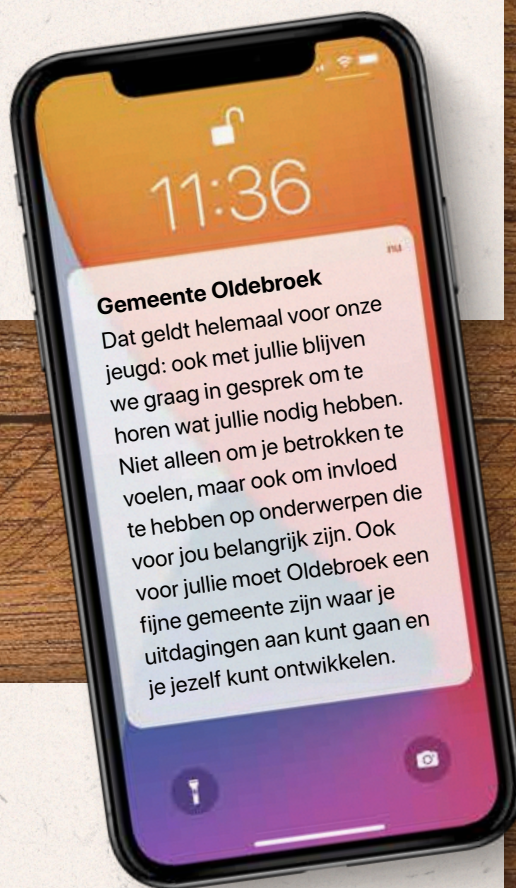 11:36
nu
Gemeente Oldebroek
Dat geldt helemaal voor onze
jeugd: ook met jullie blijven
we graag in gesprek om te
horen wat jullie nodig hebben.
Niet alleen om je betrokken te
voelen, maar ook om invloed
te hebben op onderwerpen die
voor jou belangrijk zijn. Ook
voor jullie moet Oldebroek een
fijne gemeente zijn waar je
uitdagingen aan kunt gaan en
je jezelf kunt ontwikkelen.